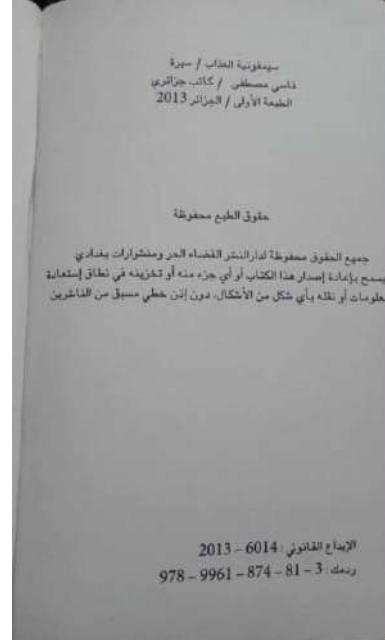 سيمفونية العذاب / سيرة
فاسي مصطفى / كاتب جزائري
الطبعة الأولى / الجزائر 2013
حقوق الطبع محفوظة
جميع الحقوق محفوظة لدار النشر الفضاء الحر ومنشورات بغدادي
يسمح بإعادة إصدار هذا الكتاب أو أي جزء منه أو تخزينه في نطاق إستعادة
أو نقله بأي شكل من الأشكال، دون إذن خطي مسبق من الناشرين
الإيداع القانوني : 6014 – 2013
ردمك : 3 – 81 – 874 – 9961 – 978